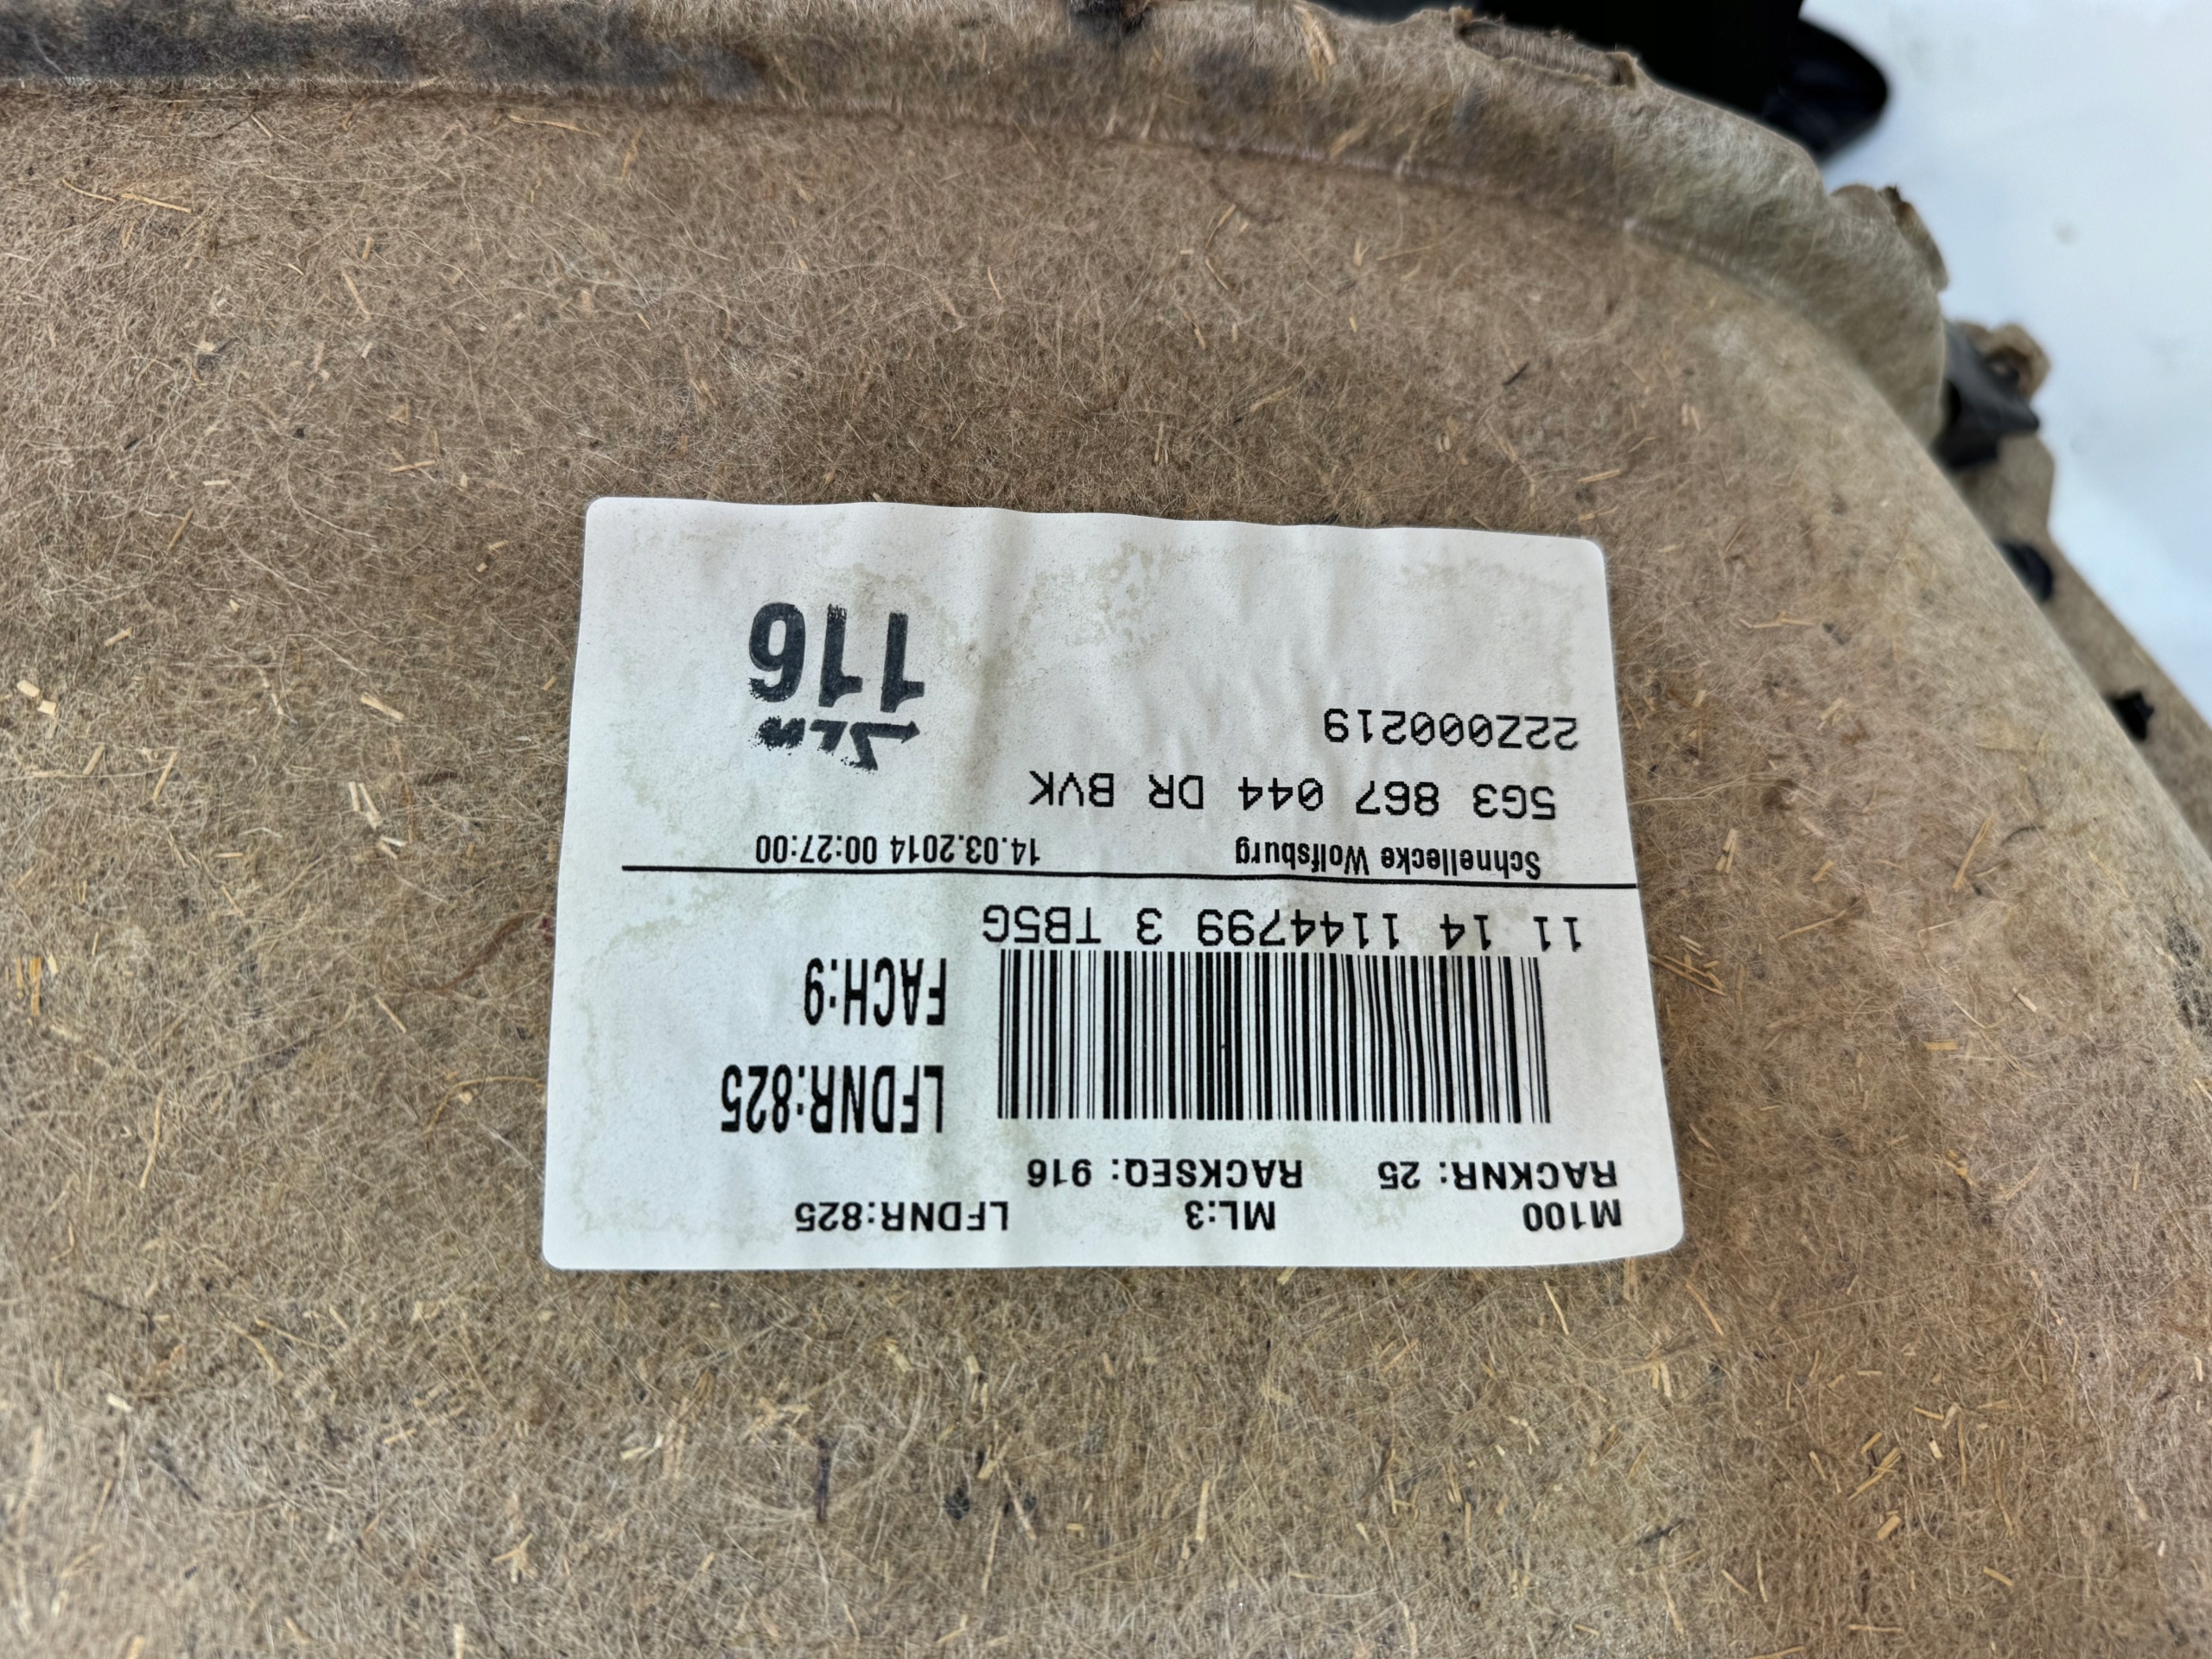 M100 ML:3 LFDNR:825
RACKNR: 25 RACKSEQ: 916
LFDNR:825
FACH:9
11 14 1144799 3 TB5G
Schnellecke Wolfsburg 14.03.2014 00:27:00
5G3 867 044 DR BVK
22Z000219
116